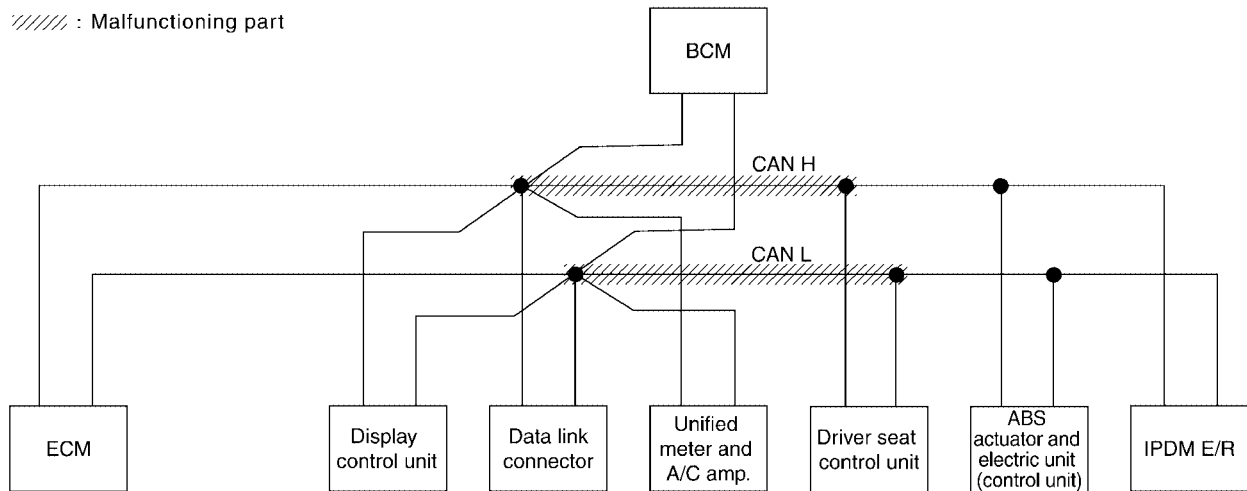 : Malfunctioning part
BCM
CAN H
CAN L
ECM
Display
control unit
Data link
connector
Unified
meter and
A/C amp.
Driver seat
control unit
ABS
actuator and
electric unit
(control unit)
IPDM E/R